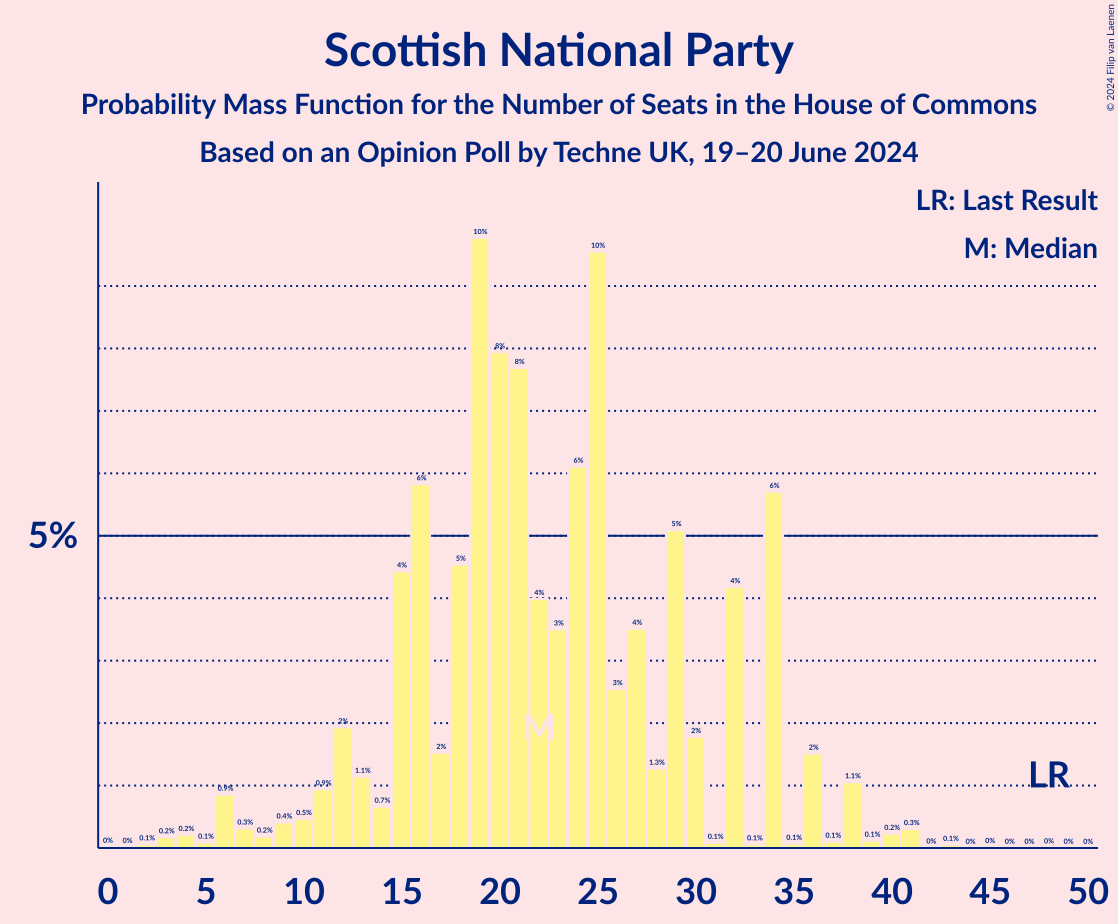 Scottish National Party
Probability Mass Function for the Number of Seats in the House of Commons
Based on an Opinion Poll by Techne UK, 19–20 June 2024
© 2024 Filip van Laenen
LR: Last Result
M: Median
5%
0% 0% 0.1% 0.2% 0.2% 0.1% 0.9% 0.3% 0.2% 0.4% 0.5% 0.9% 2% 1.1% 0.7% 4% 6% 2% 5% 10% 8% 8% 4% 3% 6% 10% 3% 4% 1.3% 5% 2% 0.1% 4% 0.1% 6% 0.1% 2% 0.1% 1.1% 0.1% 0.2% 0.3% 0% 0.1% 0% 0% 0% 0% 0% 0% 0%
M
LR
0 5 10 15 20 25 30 35 40 45 50